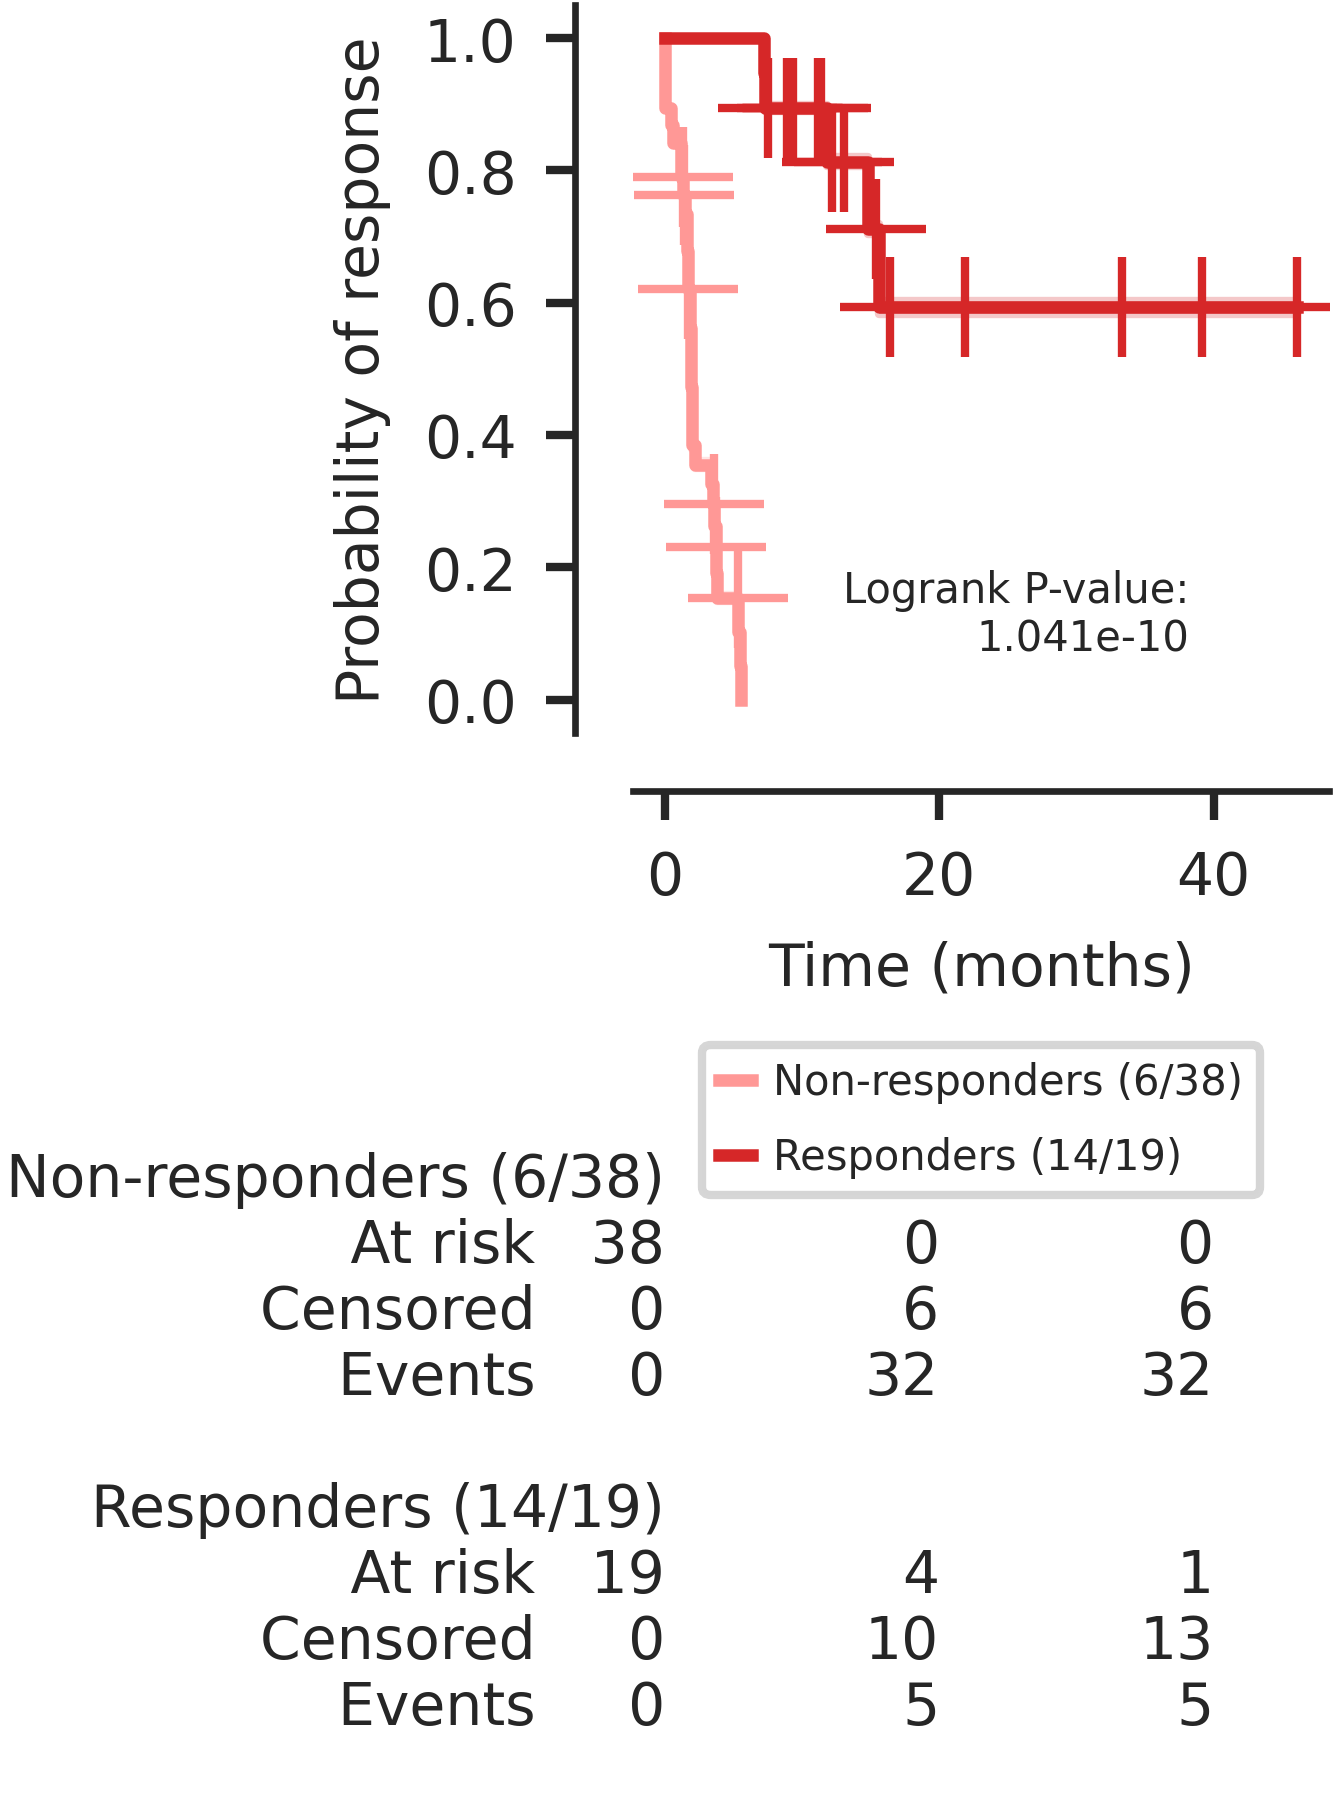 1.0
0.8
0.6
0.4
0.2
0.0
Probability of response
Logrank P-value:
1.041e-10
0 20 40
Time (months)
Non-responders (6/38)
Responders (14/19)
Non-responders (6/38)
At risk 38 0 0
Censored 0 6 6
Events 0 32 32
Responders (14/19)
At risk 19 4 1
Censored 0 10 13
Events 0 5 5